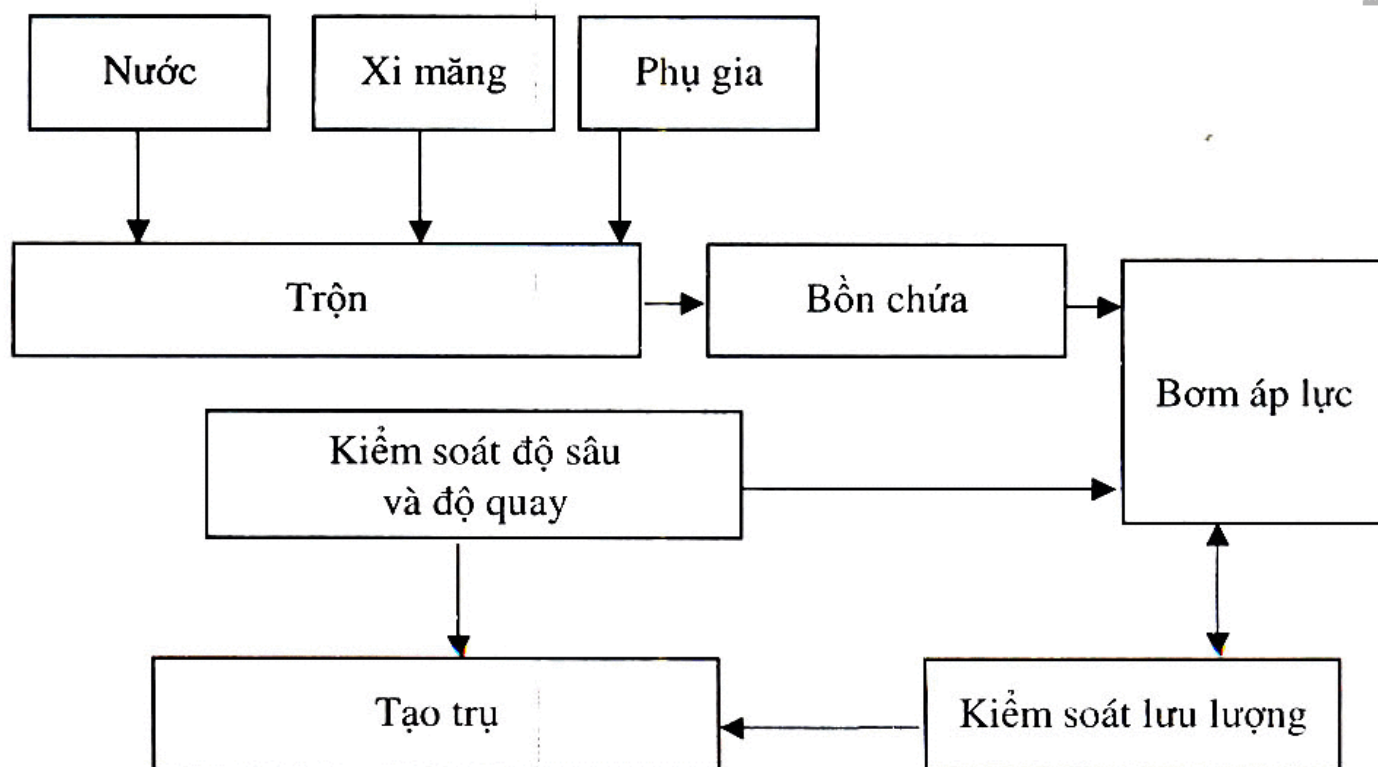 Nước
Xi măng
Phụ gia
Trộn
Bồn chứa
Bơm áp lực
Kiểm soát độ sâu
và độ quay
Tạo trụ
Kiểm soát lưu lượng